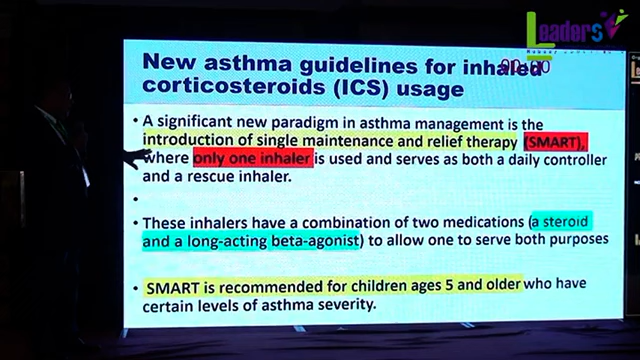 Leaders
New asthma guidelines for inhaled
00:00
corticosteroids (ICS) usage
• A significant new paradigm in asthma management is the
introduction of single maintenance and relief therapy (SMART),
where only one inhaler is used and serves as both a daily controller
and a rescue inhaler.
•
• These inhalers have a combination of two medications (a steroid
and a long-acting beta-agonist) to allow one to serve both purposes
• SMART is recommended for children ages 5 and older who have
certain levels of asthma severity.